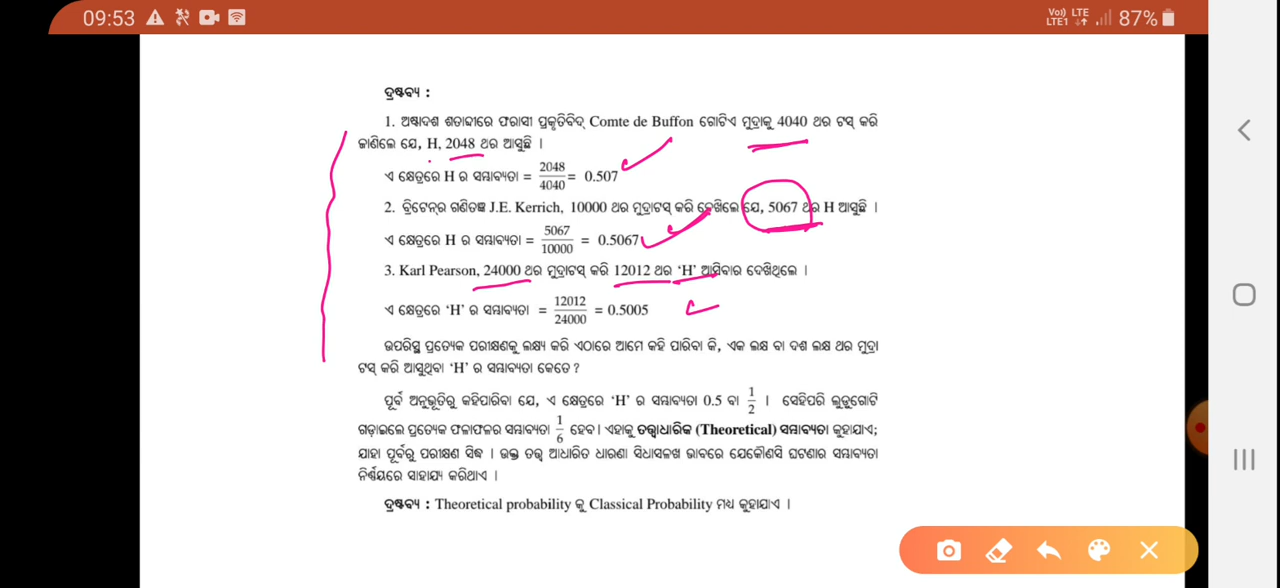 09:53
Vo)) LTE
LTE1
87%
ଦ୍ରଷ୍ଟବ୍ୟ :
1. ଅଷ୍ଟାଦଶ ଶତାବ୍ଦୀରେ ଫରାସୀ ପ୍ରକୃତିବିଦ୍ Comte de Buffon ଗୋଟିଏ ମୁଦ୍ରାକୁ 4040 ଥର ଟସ୍ କରି
ଜାଣିଲେ ଯେ, H, 2048 ଥର ଆସୁଛି ।
ଏ କ୍ଷେତ୍ରରେ H ର ସମ୍ଭାବ୍ୟତା = 2048/4040 = 0.507
2. ବ୍ରିଟେନ୍‌ର ଗଣିତଜ୍ଞ J.E. Kerrich, 10000 ଥର ମୁଦ୍ରାଟସ୍ କରି ଦେଖିଲେ ଯେ, 5067 ଥର H ଆସୁଛି ।
ଏ କ୍ଷେତ୍ରରେ H ର ସମ୍ଭାବ୍ୟତା = 5067/10000 = 0.5067
3. Karl Pearson, 24000 ଥର ମୁଦ୍ରାଟସ୍ କରି 12012 ଥର ‘H’ ଆସିବାର ଦେଖିଥିଲେ ।
ଏ କ୍ଷେତ୍ରରେ ‘H’ ର ସମ୍ଭାବ୍ୟତା = 12012/24000 = 0.5005
ଉପରିସ୍ଥ ପ୍ରତ୍ୟେକ ପରୀକ୍ଷଣକୁ ଲକ୍ଷ୍ୟ କରି ଏଠାରେ ଆମେ କହି ପାରିବା କି, ଏକ ଲକ୍ଷ ବା ଦଶ ଲକ୍ଷ ଥର ମୁଦ୍ରା
ଟସ୍ କରି ଆସୁଥିବା ‘H’ ର ସମ୍ଭାବ୍ୟତା କେତେ ?
ପୂର୍ବ ଅନୁଭୂତିରୁ କହିପାରିବା ଯେ, ଏ କ୍ଷେତ୍ରରେ ‘H’ ର ସମ୍ଭାବ୍ୟତା 0.5 ବା 1/2 । ସେହିପରି ଲୁଡୁଗୋଟି
ଗଡ଼ାଇଲେ ପ୍ରତ୍ୟେକ ଫଳାଫଳର ସମ୍ଭାବ୍ୟତା 1/6 ହେବ। ଏହାକୁ ତତ୍ତ୍ୱାଧାରିକ (Theoretical) ସମ୍ଭାବ୍ୟତା କୁହାଯାଏ;
ଯାହା ପୂର୍ବରୁ ପରୀକ୍ଷଣ ସିଦ୍ଧ । ଉକ୍ତ ତତ୍ତ୍ୱ ଆଧାରିତ ଧାରଣା ସିଧାସଳଖ ଭାବରେ ଯେକୌଣସି ଘଟଣାର ସମ୍ଭାବ୍ୟତା
ନିର୍ଣ୍ଣୟରେ ସାହାଯ୍ୟ କରିଥାଏ ।
ଦ୍ରଷ୍ଟବ୍ୟ : Theoretical probability କୁ Classical Probability ମଧ୍ୟ କୁହାଯାଏ ।